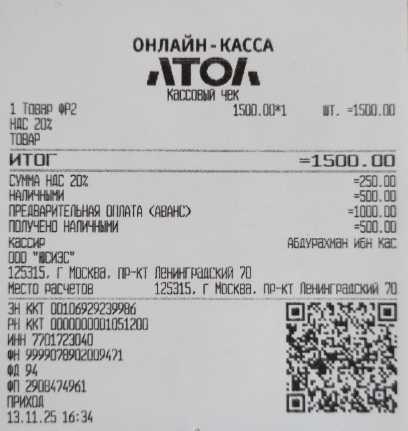 ОНЛАЙН-КАССА
АТОЛ
Кассовый чек
1 Товар ФР2 1500.00*1 шт. =1500.00
НДС 20%
ТОВАР
ИТОГ =1500.00
СУММА НДС 20% =250.00
НАЛИЧНЫМИ =500.00
ПРЕДВАРИТЕЛЬНАЯ ОПЛАТА (АВАНС) =1000.00
ПОЛУЧЕНО НАЛИЧНЫМИ =500.00
Кассир Абдурахман ибн Кас
ООО "ЮСИЭС"
125315, г Москва, пр-кт Ленинградский 70
Место расчетов 125315, г Москва, пр-кт Ленинградский 70
ЗН ККТ 00106929239986
РН ККТ 0000000001051200
ИНН 7701723040
ФН 9999078902009471
ФД 94
ФП 2908474961
ПРИХОД
13.11.25 16:34